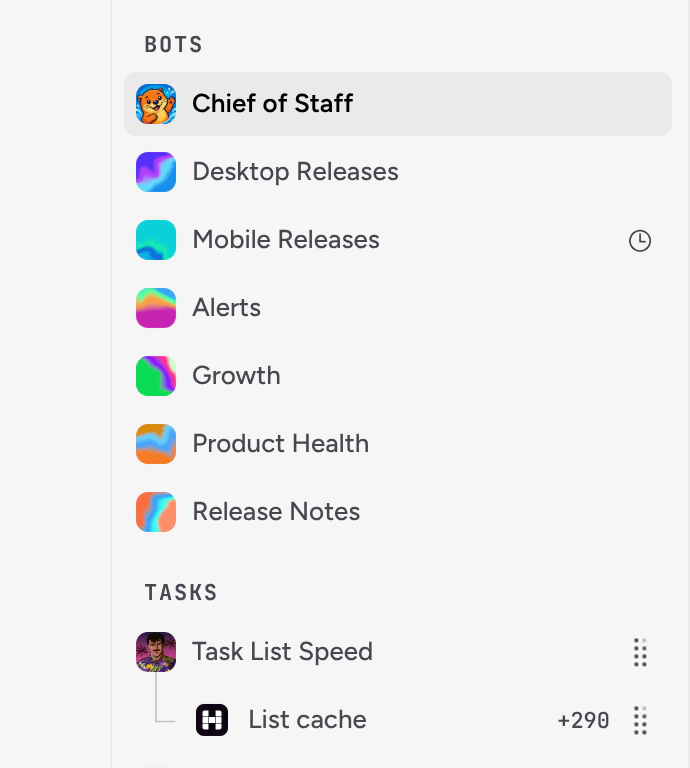 BOTS
Chief of Staff
Desktop Releases
Mobile Releases
Alerts
Growth
Product Health
Release Notes
TASKS
Task List Speed
List cache +290